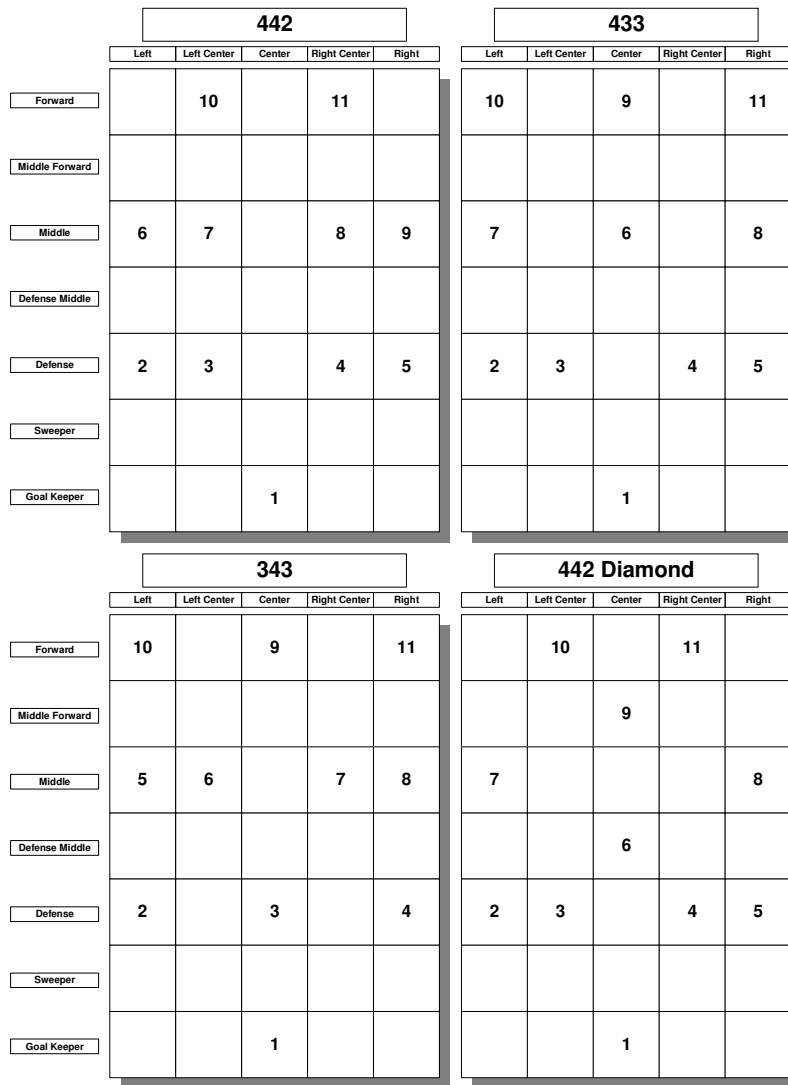 442 433
Left Left Center Center Right Center Right Left Left Center Center Right Center Right
Forward 10 11 10 9 11
Middle Forward
Middle 6 7 8 9 7 6 8
Defense Middle
Defense 2 3 4 5 2 3 4 5
Sweeper
Goal Keeper 1 1
343 442 Diamond
Left Left Center Center Right Center Right Left Left Center Center Right Center Right
Forward 10 9 11 10 11
Middle Forward 9
Middle 5 6 7 8 7 8
Defense Middle 6
Defense 2 3 4 2 3 4 5
Sweeper
Goal Keeper 1 1